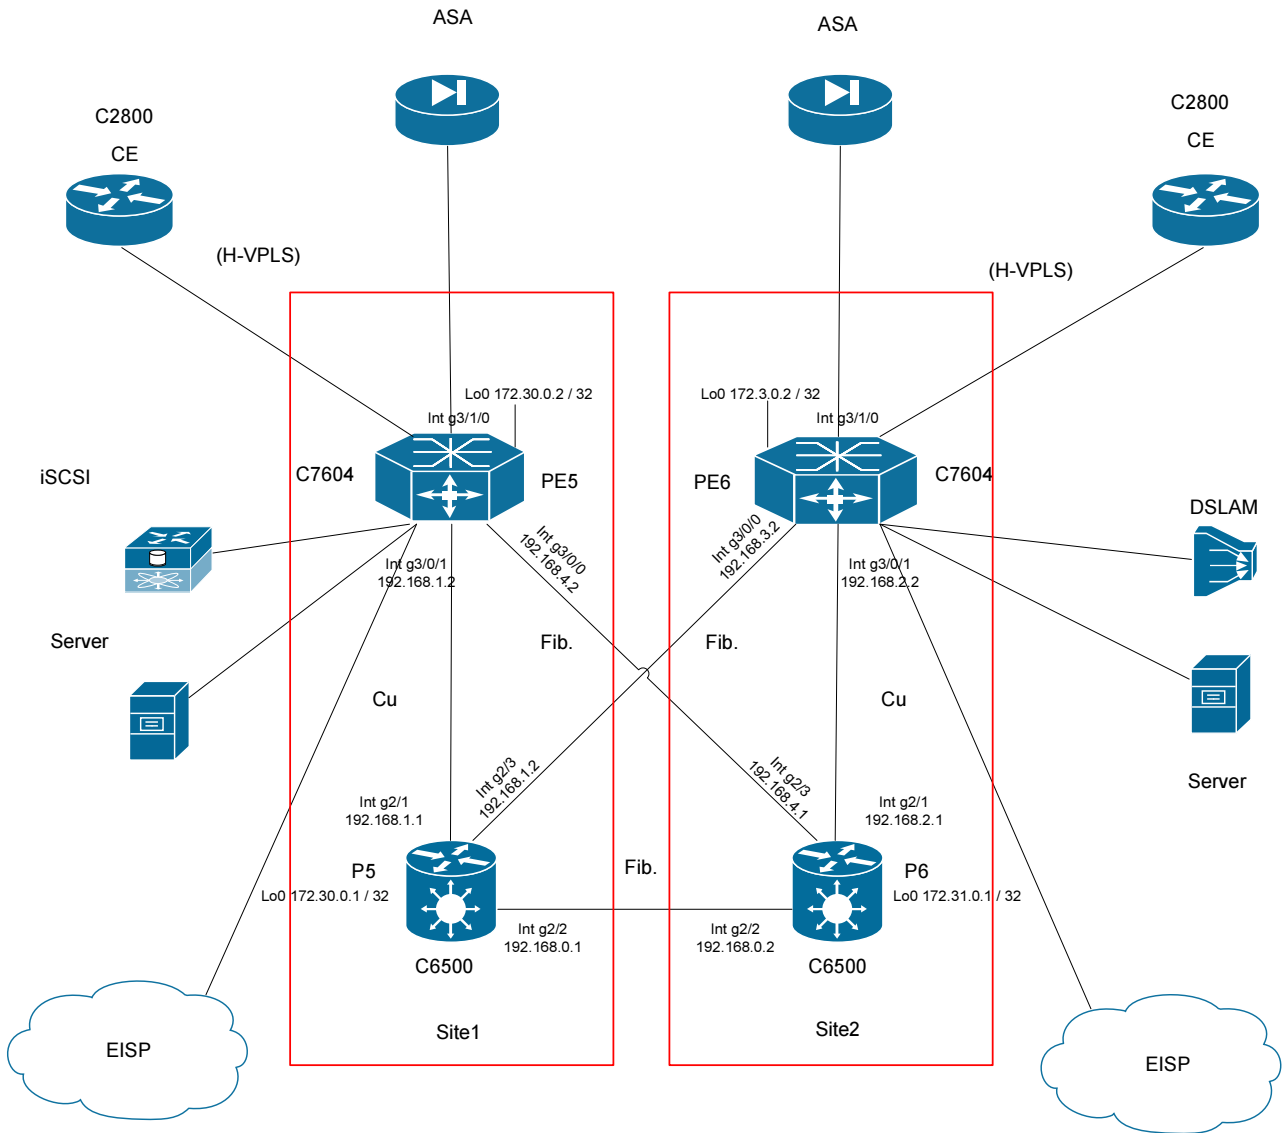 ASA
ASA
C2800
CE
C2800
CE
(H-VPLS)
(H-VPLS)
Lo0 172.30.0.2 / 32
Lo0 172.3.0.2 / 32
Int g3/1/0
Int g3/1/0
iSCSI
C7604
PE5
PE6
C7604
DSLAM
Int g3/0/1
192.168.1.2
Int g3/0/0
192.168.4.2
Int g3/0/0
192.168.3.2
Int g3/0/1
192.168.2.2
Server
Fib.
Fib.
Cu
Cu
Server
Int g2/3
192.168.1.2
Int g2/3
192.168.4.1
Int g2/1
192.168.1.1
Int g2/1
192.168.2.1
P5
Fib.
P6
Lo0 172.30.0.1 / 32
Lo0 172.31.0.1 / 32
Int g2/2
192.168.0.1
Int g2/2
192.168.0.2
C6500
C6500
Site1
Site2
EISP
EISP